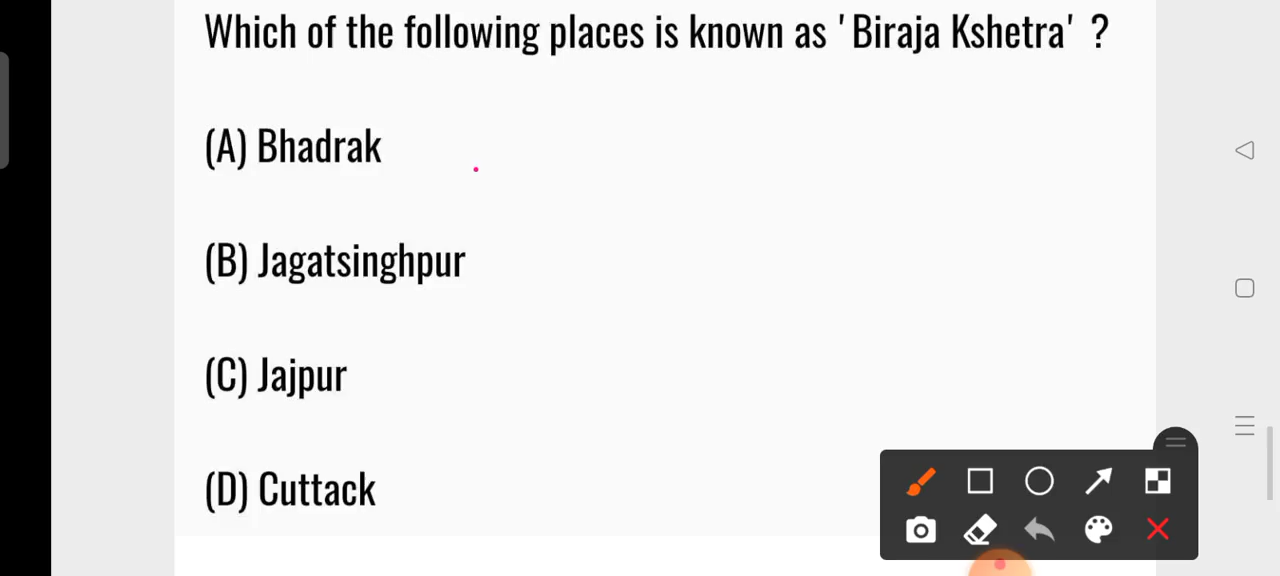 Which of the following places is known as 'Biraja Kshetra' ?
(A) Bhadrak
(B) Jagatsinghpur
(C) Jajpur
(D) Cuttack